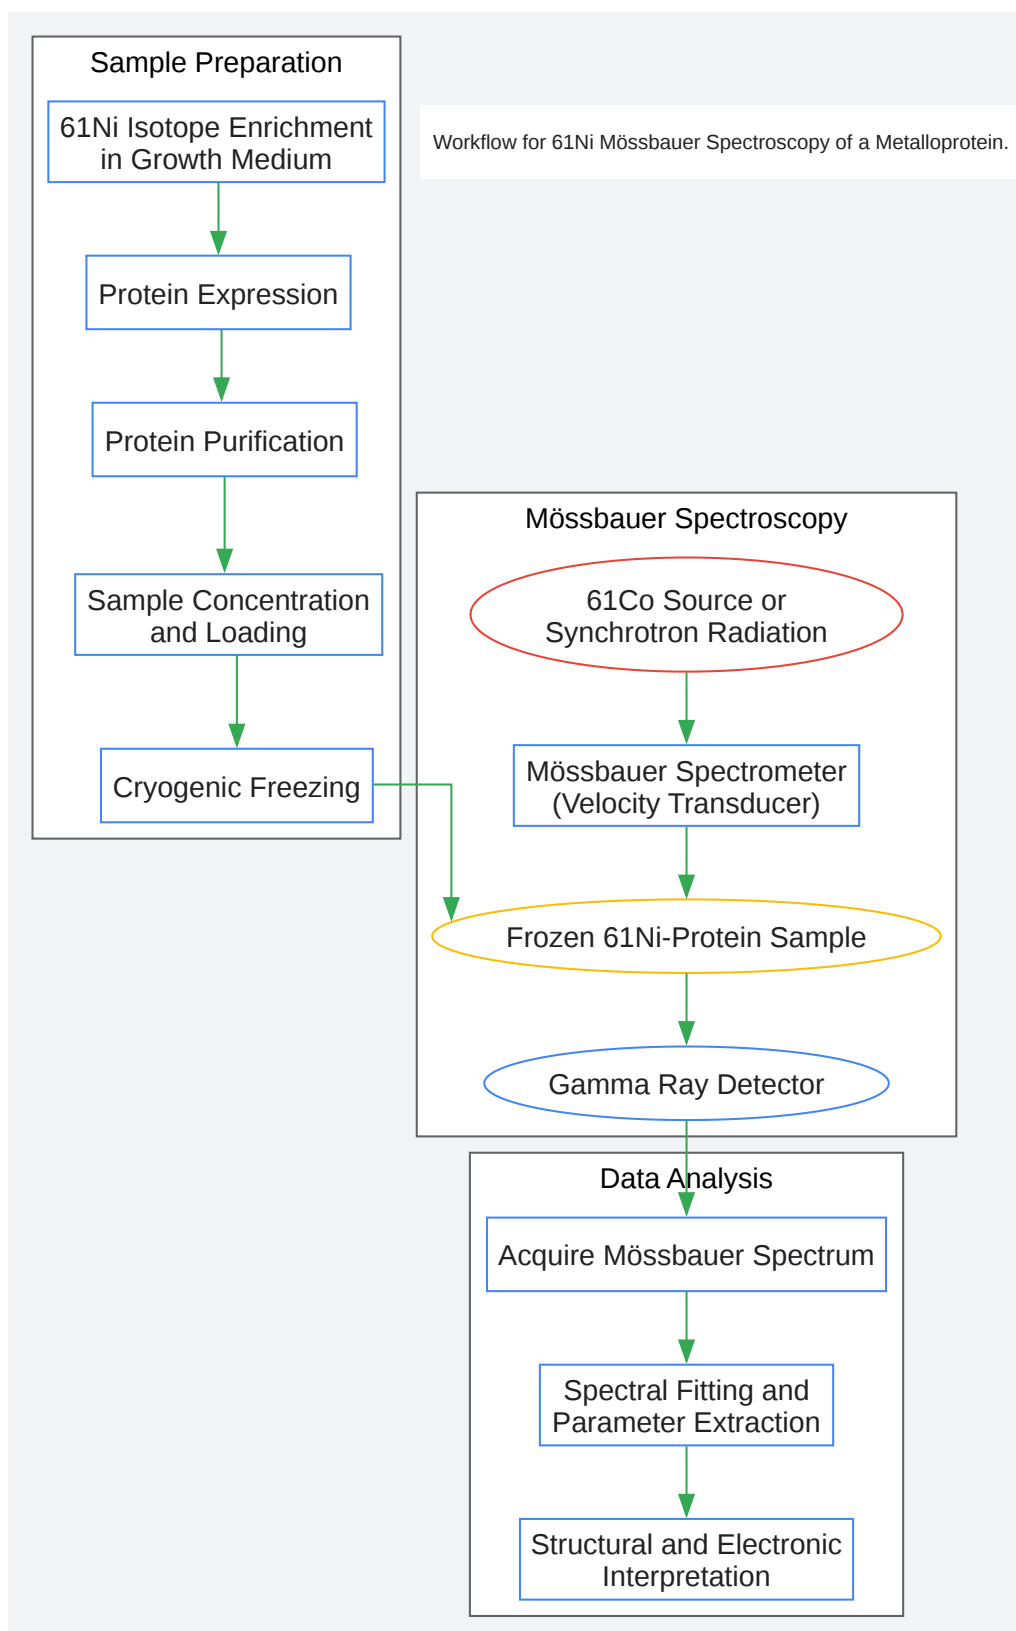 Sample Preparation
61Ni Isotope Enrichment
in Growth Medium
Workflow for 61Ni Mössbauer Spectroscopy of a Metalloprotein.
Protein Expression
Protein Purification
Sample Concentration
and Loading
Cryogenic Freezing
Mössbauer Spectroscopy
61Co Source or
Synchrotron Radiation
Mössbauer Spectrometer
(Velocity Transducer)
Frozen 61Ni-Protein Sample
Gamma Ray Detector
Data Analysis
Acquire Mössbauer Spectrum
Spectral Fitting and
Parameter Extraction
Structural and Electronic
Interpretation